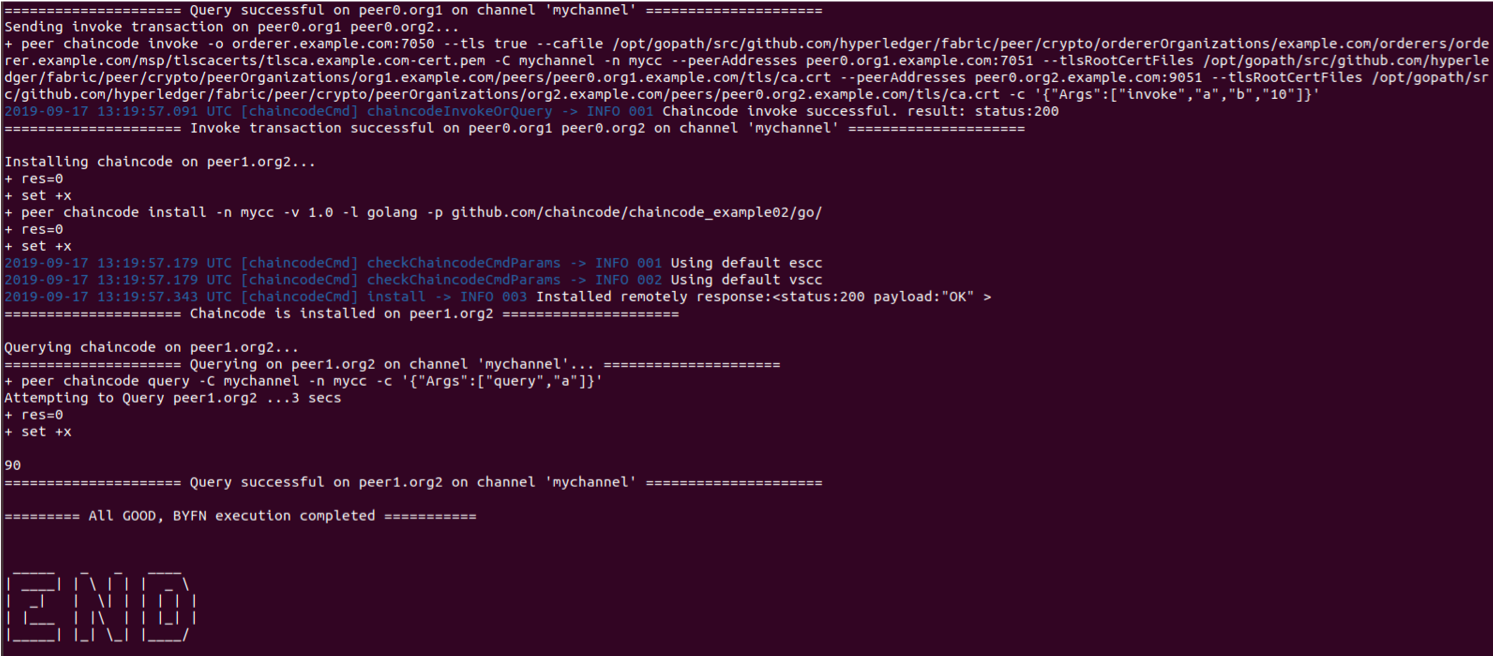 ===================== Query successful on peer0.org1 on channel 'mychannel' =====================
Sending invoke transaction on peer0.org1 peer0.org2...
+ peer chaincode invoke -o orderer.example.com:7050 --tls true --cafile /opt/gopath/src/github.com/hyperledger/fabric/peer/crypto/ordererOrganizations/example.com/orderers/orde
rer.example.com/msp/tlscacerts/tlsca.example.com-cert.pem -C mychannel -n mycc --peerAddresses peer0.org1.example.com:7051 --tlsRootCertFiles /opt/gopath/src/github.com/hyperle
dger/fabric/peer/crypto/peerOrganizations/org1.example.com/peers/peer0.org1.example.com/tls/ca.crt --peerAddresses peer0.org2.example.com:9051 --tlsRootCertFiles /opt/gopath/sr
c/github.com/hyperledger/fabric/peer/crypto/peerOrganizations/org2.example.com/peers/peer0.org2.example.com/tls/ca.crt -c '{"Args":["invoke","a","b","10"]}'
2019-09-17 13:19:57.091 UTC [chaincodeCmd] chaincodeInvokeOrQuery -> INFO 001 Chaincode invoke successful. result: status:200
===================== Invoke transaction successful on peer0.org1 peer0.org2 on channel 'mychannel' =====================
Installing chaincode on peer1.org2...
+ res=0
+ set +x
+ peer chaincode install -n mycc -v 1.0 -l golang -p github.com/chaincode/chaincode_example02/go/
+ res=0
+ set +x
2019-09-17 13:19:57.179 UTC [chaincodeCmd] checkChaincodeCmdParams -> INFO 001 Using default escc
2019-09-17 13:19:57.179 UTC [chaincodeCmd] checkChaincodeCmdParams -> INFO 002 Using default vscc
2019-09-17 13:19:57.343 UTC [chaincodeCmd] install -> INFO 003 Installed remotely response:<status:200 payload:"OK" >
===================== Chaincode is installed on peer1.org2 =====================
Querying chaincode on peer1.org2...
===================== Querying on peer1.org2 on channel 'mychannel'... =====================
+ peer chaincode query -C mychannel -n mycc -c '{"Args":["query","a"]}'
Attempting to Query peer1.org2 ...3 secs
+ res=0
+ set +x
90
===================== Query successful on peer1.org2 on channel 'mychannel' =====================
========= All GOOD, BYFN execution completed ===========
END